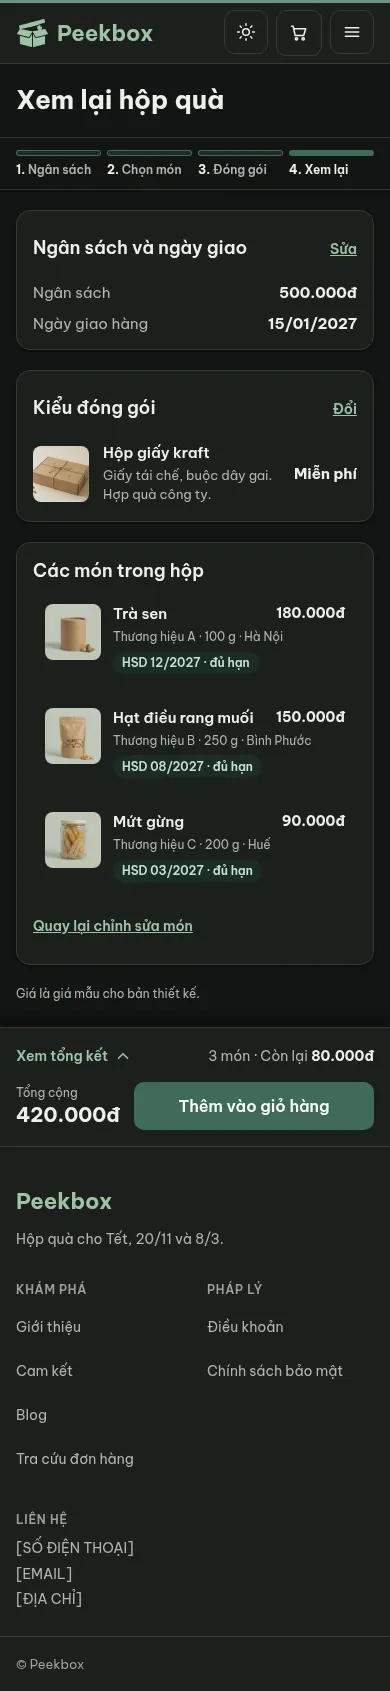 Peekbox
Xem lại hộp quà
1. Ngân sách
2. Chọn món
3. Đóng gói
4. Xem lại
Ngân sách và ngày giao
Sửa
Ngân sách
500.000đ
Ngày giao hàng
15/01/2027
Kiểu đóng gói
Đổi
Hộp giấy kraft
Giấy tái chế, buộc dây gai.
Hợp quà công ty.
Miễn phí
Các món trong hộp
Trà sen
180.000đ
Thương hiệu A · 100 g · Hà Nội
HSD 12/2027 · đủ hạn
Hạt điều rang muối
150.000đ
Thương hiệu B · 250 g · Bình Phước
HSD 08/2027 · đủ hạn
Mứt gừng
90.000đ
Thương hiệu C · 200 g · Huế
HSD 03/2027 · đủ hạn
Quay lại chỉnh sửa món
Giá là giá mẫu cho bản thiết kế.
Xem tổng kết
3 món · Còn lại 80.000đ
Tổng cộng
420.000đ
Thêm vào giỏ hàng
Peekbox
Hộp quà cho Tết, 20/11 và 8/3.
KHÁM PHÁ
PHÁP LÝ
Giới thiệu
Điều khoản
Cam kết
Chính sách bảo mật
Blog
Tra cứu đơn hàng
LIÊN HỆ
[SỐ ĐIỆN THOẠI]
[EMAIL]
[ĐỊA CHỈ]
© Peekbox